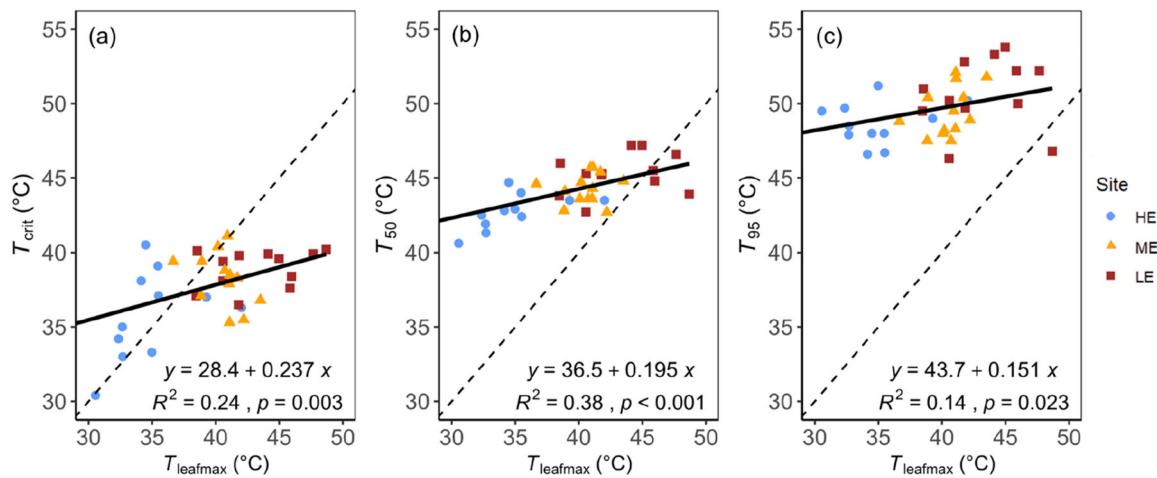 (a)
55
50
45
40
35
30
Tcrit (°C)
y = 28.4 + 0.237 x
R² = 0.24 , p = 0.003
30 35 40 45 50
Tleafmax (°C)
(b)
55
50
45
40
35
30
T50 (°C)
y = 36.5 + 0.195 x
R² = 0.38 , p < 0.001
30 35 40 45 50
Tleafmax (°C)
(c)
55
50
45
40
35
30
T95 (°C)
y = 43.7 + 0.151 x
R² = 0.14 , p = 0.023
30 35 40 45 50
Tleafmax (°C)
Site
HE
ME
LE